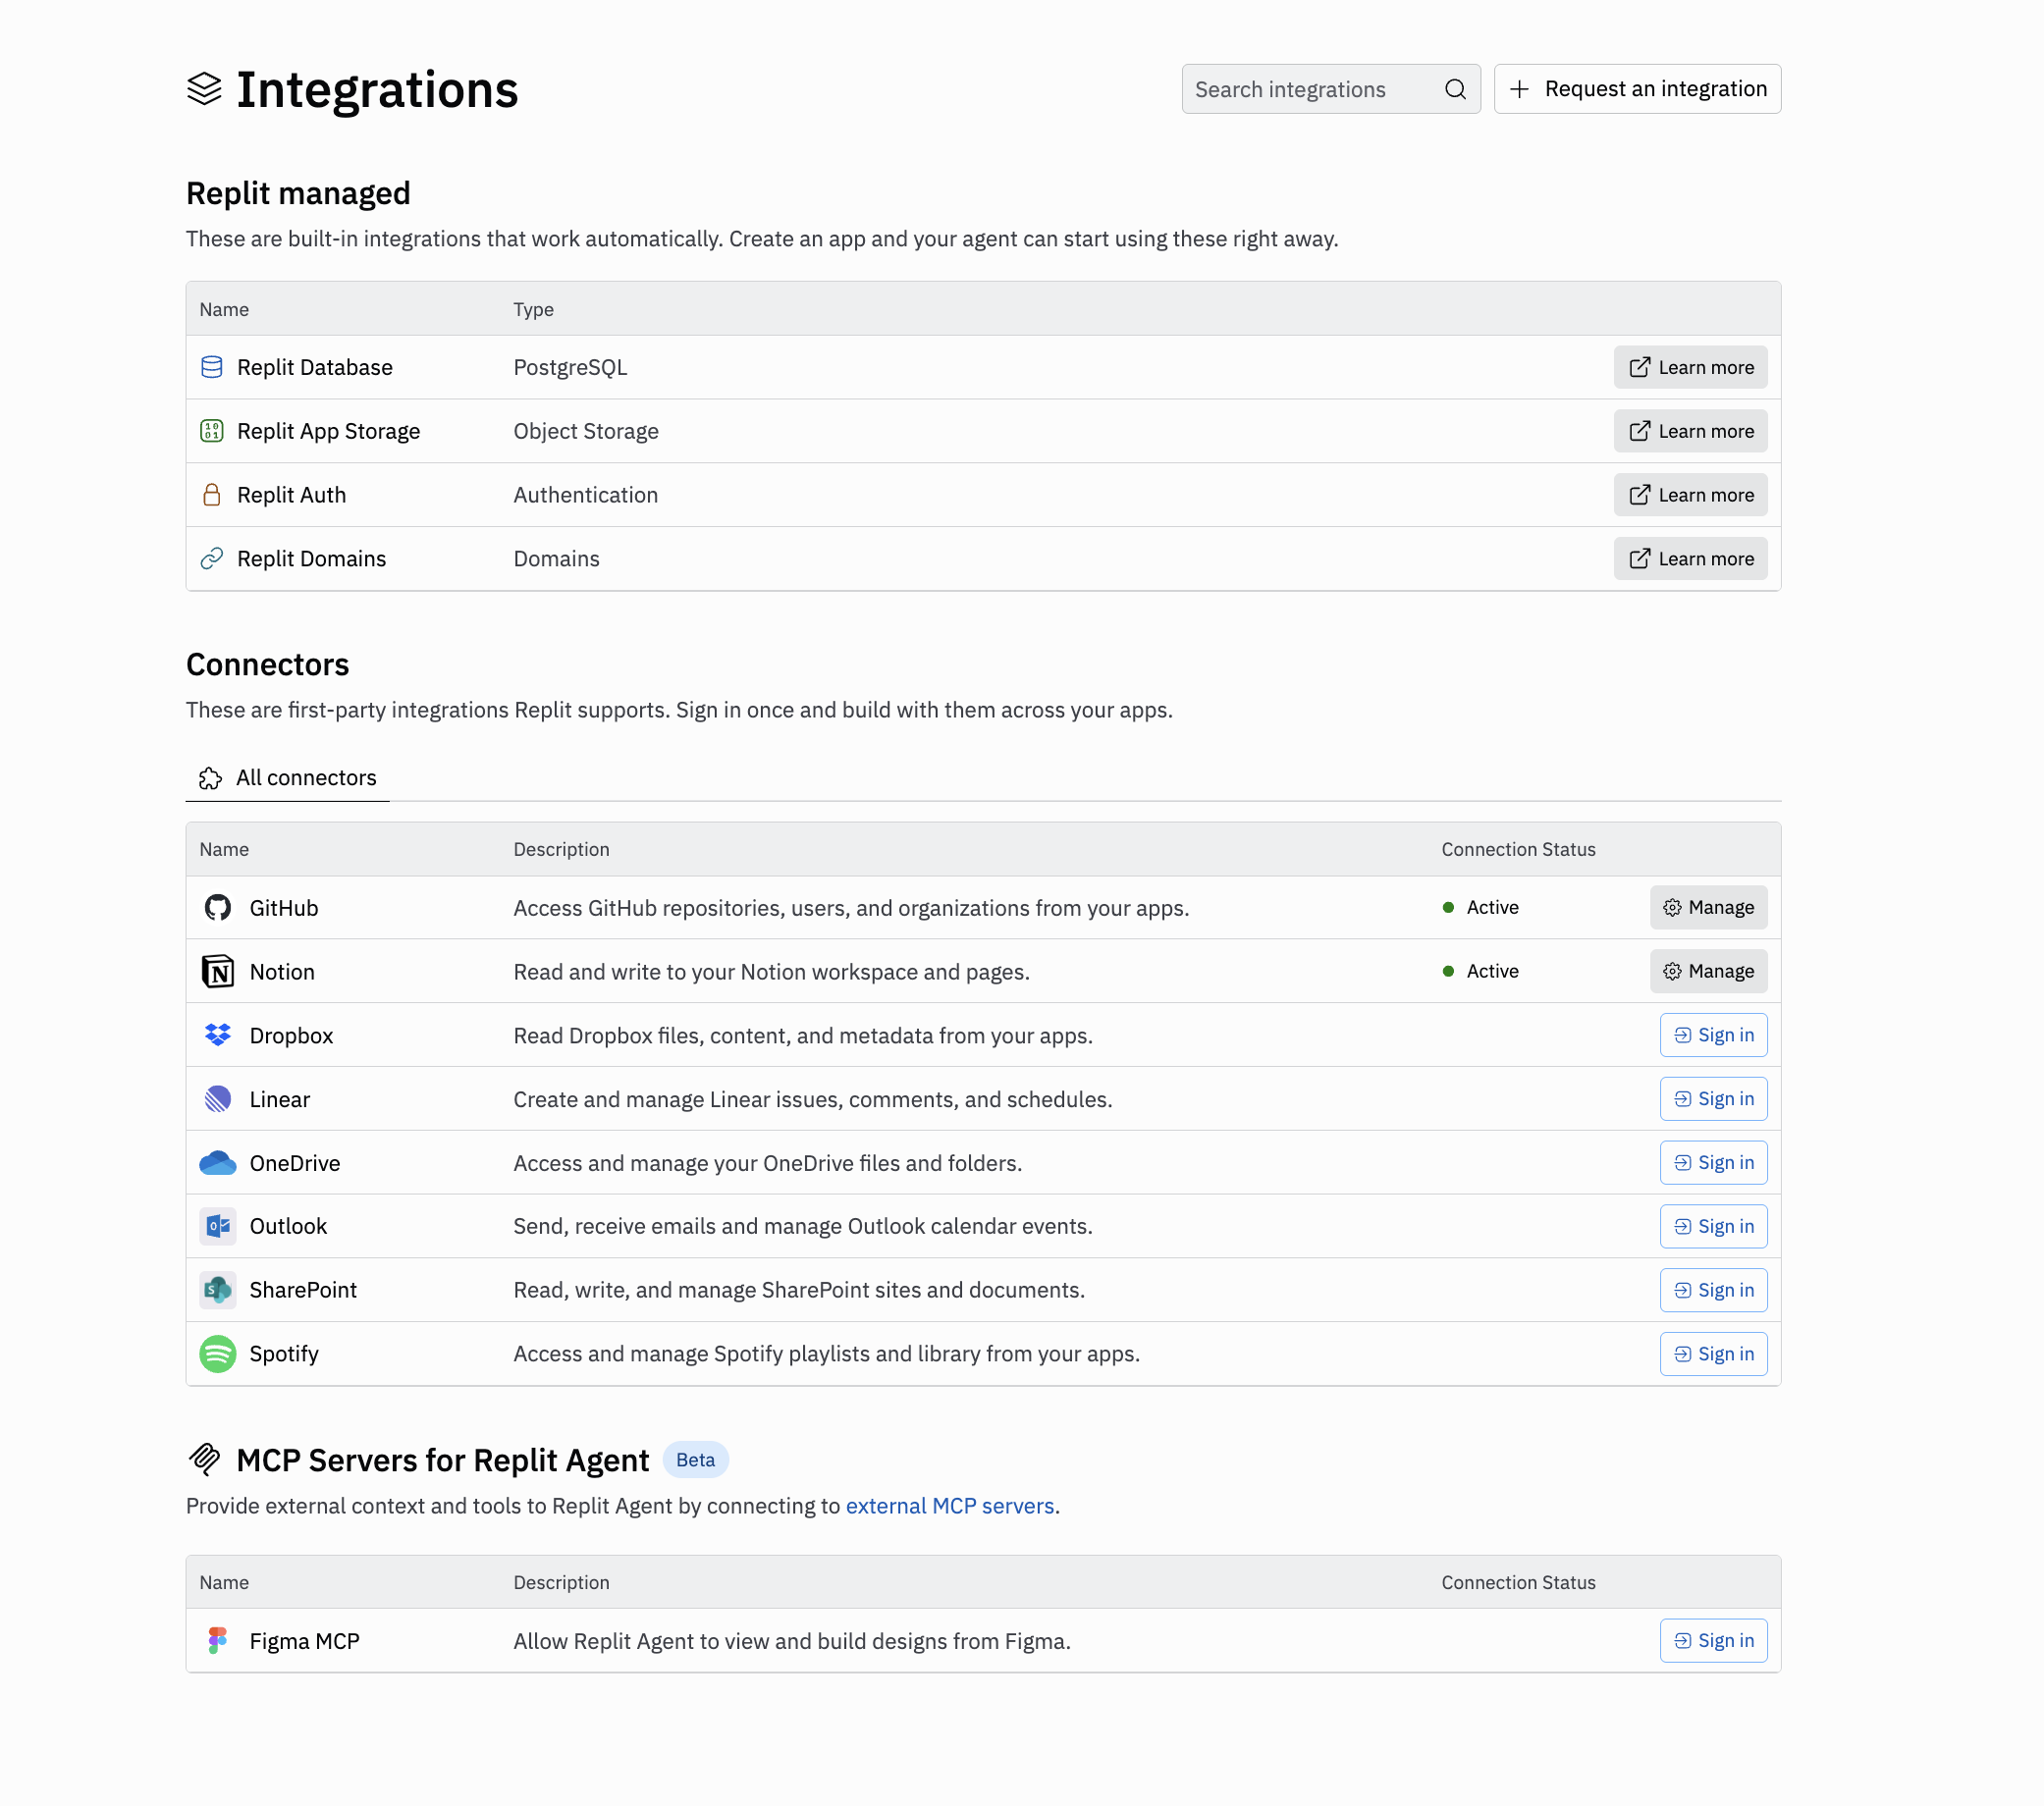 Integrations
Search integrations
Request an integration
Replit managed
These are built-in integrations that work automatically. Create an app and your agent can start using these right away.
Name Type
Replit Database PostgreSQL Learn more
Replit App Storage Object Storage Learn more
Replit Auth Authentication Learn more
Replit Domains Domains Learn more
Connectors
These are first-party integrations Replit supports. Sign in once and build with them across your apps.
All connectors
Name Description Connection Status
GitHub Access GitHub repositories, users, and organizations from your apps. Active Manage
Notion Read and write to your Notion workspace and pages. Active Manage
Dropbox Read Dropbox files, content, and metadata from your apps. Sign in
Linear Create and manage Linear issues, comments, and schedules. Sign in
OneDrive Access and manage your OneDrive files and folders. Sign in
Outlook Send, receive emails and manage Outlook calendar events. Sign in
SharePoint Read, write, and manage SharePoint sites and documents. Sign in
Spotify Access and manage Spotify playlists and library from your apps. Sign in
MCP Servers for Replit Agent Beta
Provide external context and tools to Replit Agent by connecting to external MCP servers.
Name Description Connection Status
Figma MCP Allow Replit Agent to view and build designs from Figma. Sign in